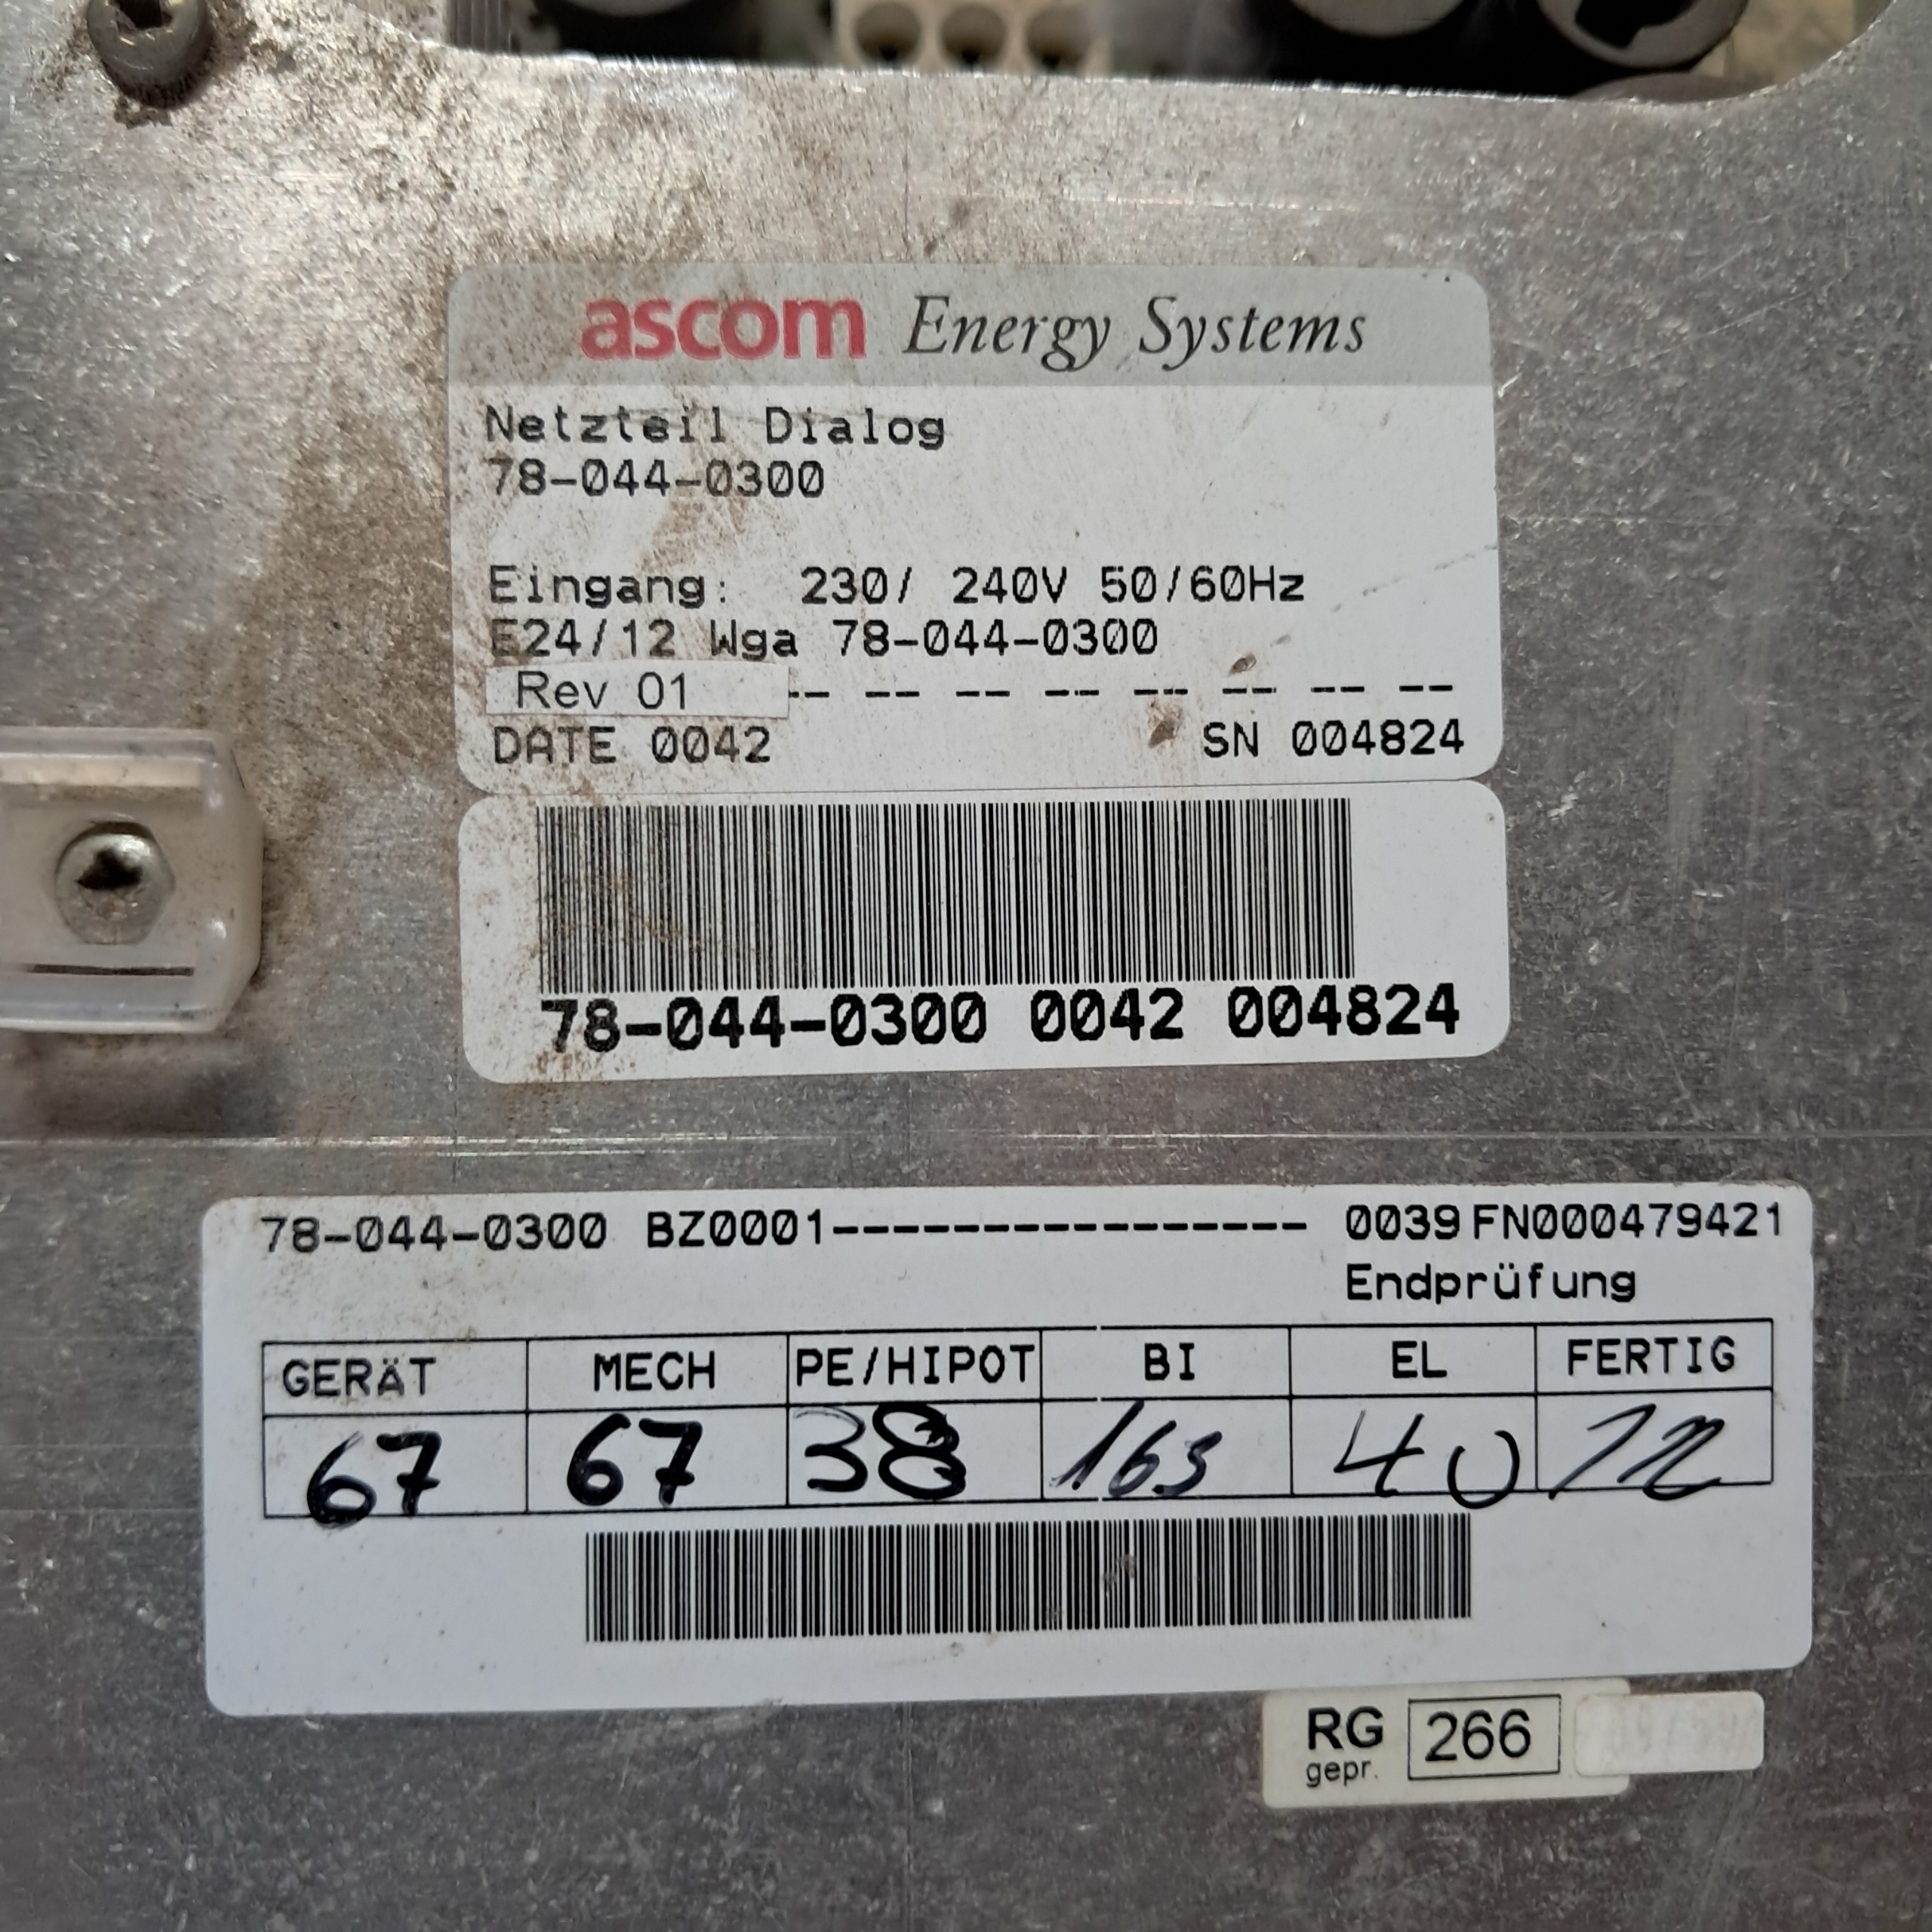 ascom Energy Systems
Netzteil Dialog
78-044-0300
Eingang: 230/ 240V 50/60Hz
E24/12 Wga 78-044-0300
Rev 01 -- -- -- -- -- -- -- --
DATE 0042 SN 004824
78-044-0300 0042 004824
78-044-0300 BZ0001---------------- 0039 FN000479421
Endprüfung
GERÄT MECH PE/HIPOT BI EL FERTIG
67 67 38 40
RG 266
gepr.